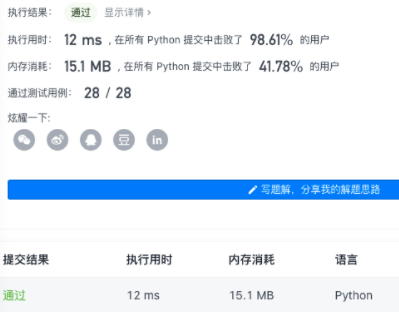 执行结果： 通过 显示详情 ›
执行用时： 12 ms , 在所有 Python 提交中击败了 98.61% 的用户
内存消耗： 15.1 MB , 在所有 Python 提交中击败了 41.78% 的用户
通过测试用例： 28 / 28
炫耀一下:
豆 in
写题解，分享我的解题思路
提交结果 执行用时 内存消耗 语言
通过 12 ms 15.1 MB Python